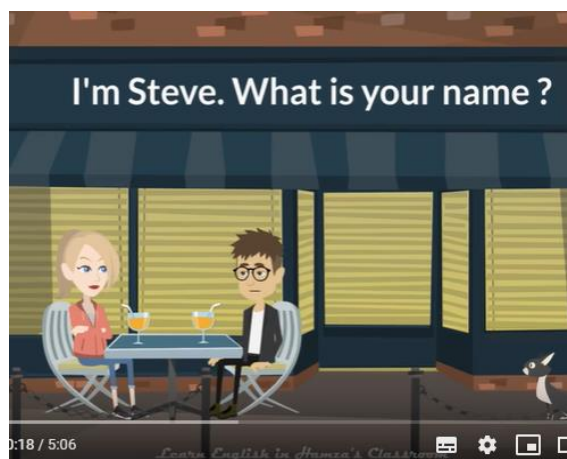 I'm Steve. What is your name ?
0:18 / 5:06
Learn English in Hamza's Classroom